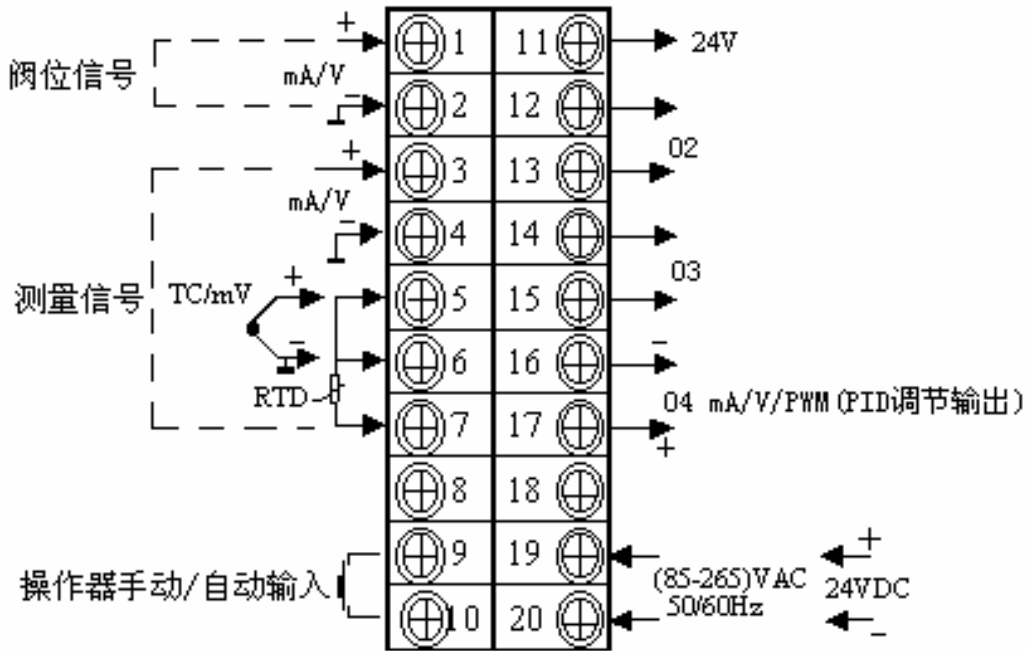 阀位信号
+
mA/V
-
测量信号
+
mA/V
-
TC/mV
+
-
RTD
操作器手动/自动输入
1
2
3
4
5
6
7
8
9
10
11
12
13
14
15
16
17
18
19
20
24V
02
03
-
04 mA/V/PWM(PID调节输出)
+
(85-265)VAC
50/60Hz
+
24VDC
-